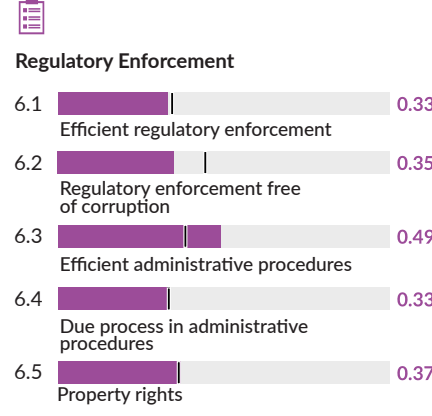 Regulatory Enforcement
6.1 0.33
Efficient regulatory enforcement
6.2 0.35
Regulatory enforcement free
of corruption
6.3 0.49
Efficient administrative procedures
6.4 0.33
Due process in administrative
procedures
6.5 0.37
Property rights